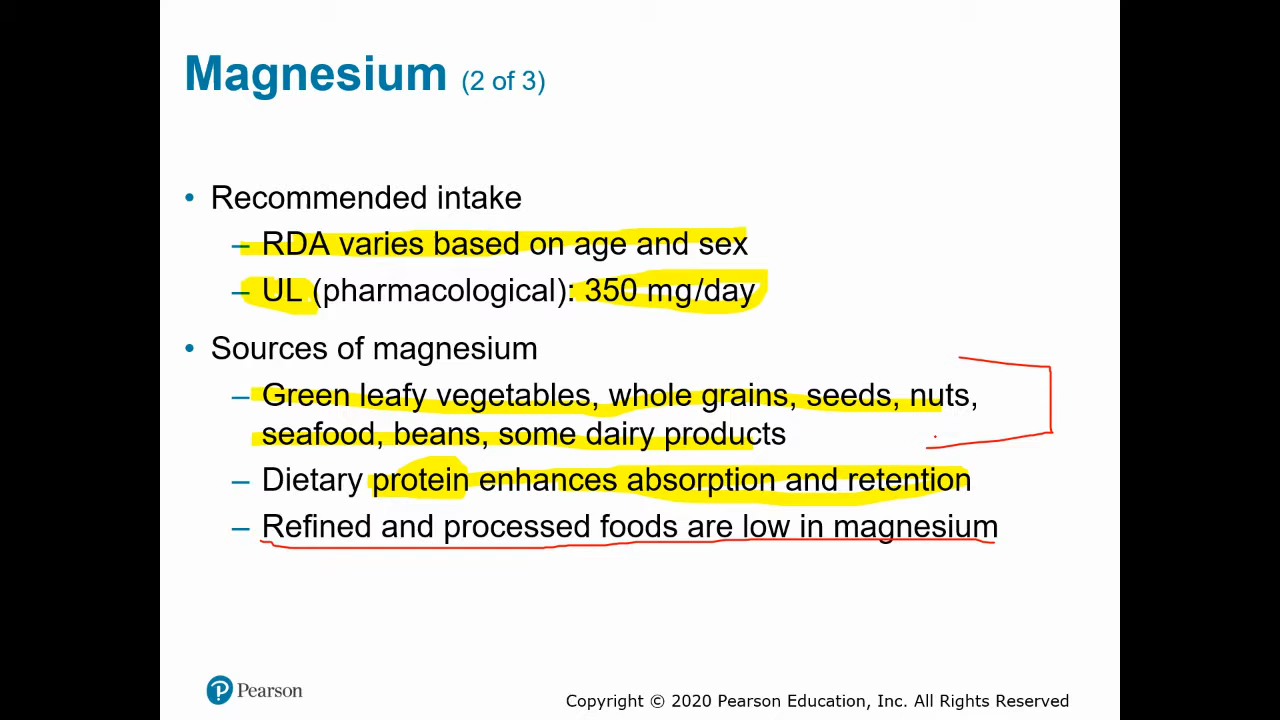 Magnesium (2 of 3)
• Recommended intake
– RDA varies based on age and sex
– UL (pharmacological): 350 mg/day
• Sources of magnesium
– Green leafy vegetables, whole grains, seeds, nuts,
seafood, beans, some dairy products
– Dietary protein enhances absorption and retention
– Refined and processed foods are low in magnesium
Pearson
Copyright © 2020 Pearson Education, Inc. All Rights Reserved